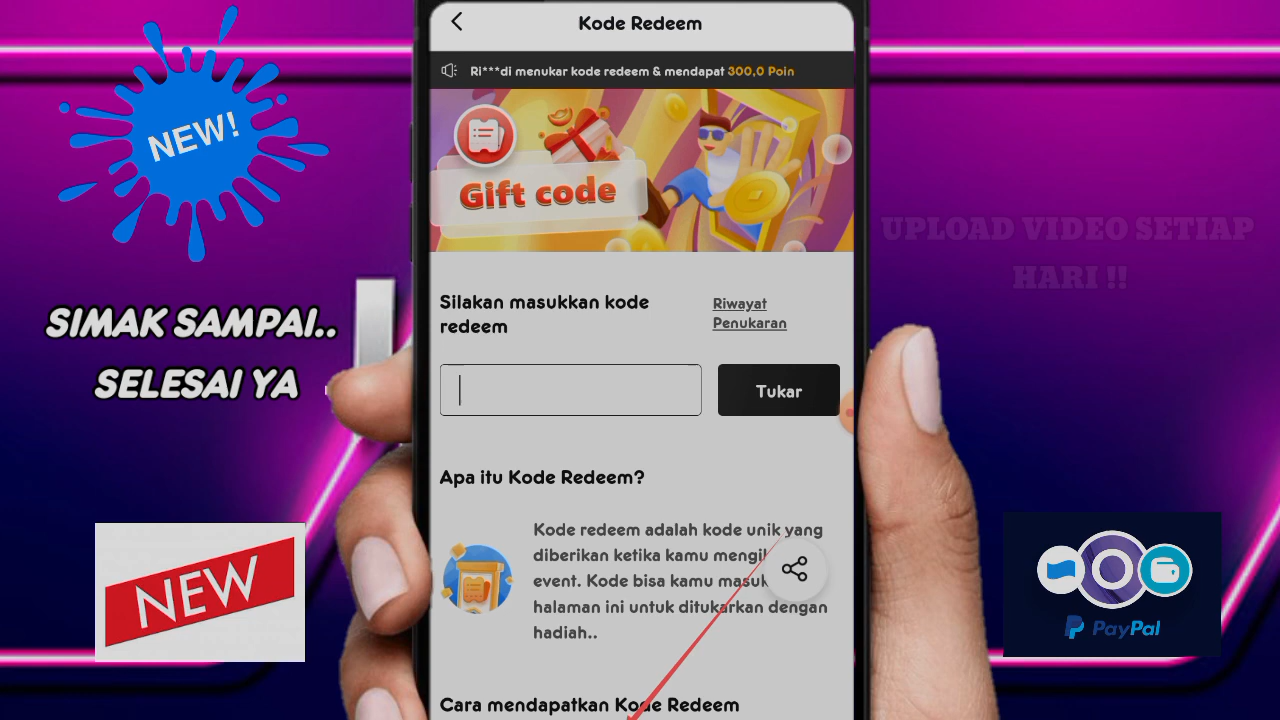 Kode Redeem
Ri***di menukar kode redeem & mendapat 300,0 Poin
NEW!
Gift code
UPLOAD VIDEO SETIAP
HARI !!
SIMAK SAMPAI..
SELESAI YA
Silakan masukkan kode
redeem
Riwayat
Penukaran
Tukar
Apa itu Kode Redeem?
Kode redeem adalah kode unik yang
diberikan ketika kamu mengi
event. Kode bisa kamu masuk
halaman ini untuk ditukarkan dengan
hadiah..
NEW
PayPal
Cara mendapatkan Kode Redeem